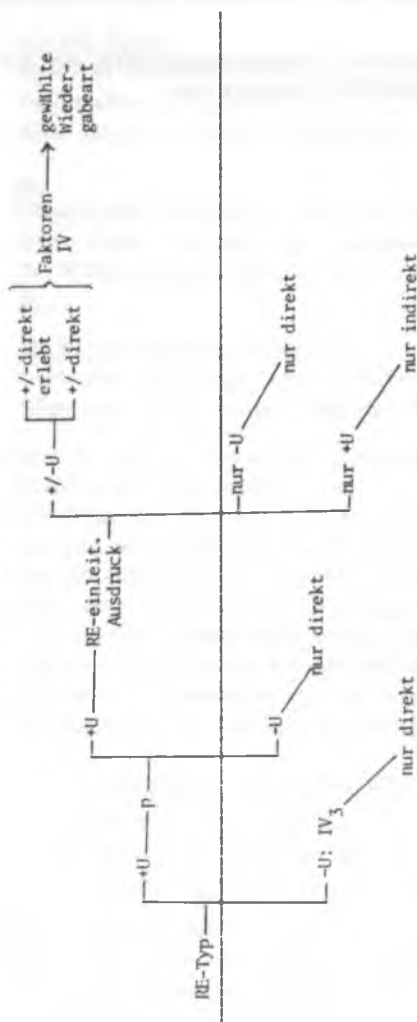 RE-Typ
+U
p
-U: IV3
nur direkt
+U
RE-einleit.
Ausdruck
-U
nur direkt
+/-U
nur -U
nur direkt
nur +U
nur indirekt
+/-direkt
erlebt
+/-direkt
Faktoren
IV
gewählte
Wieder-
gabeart